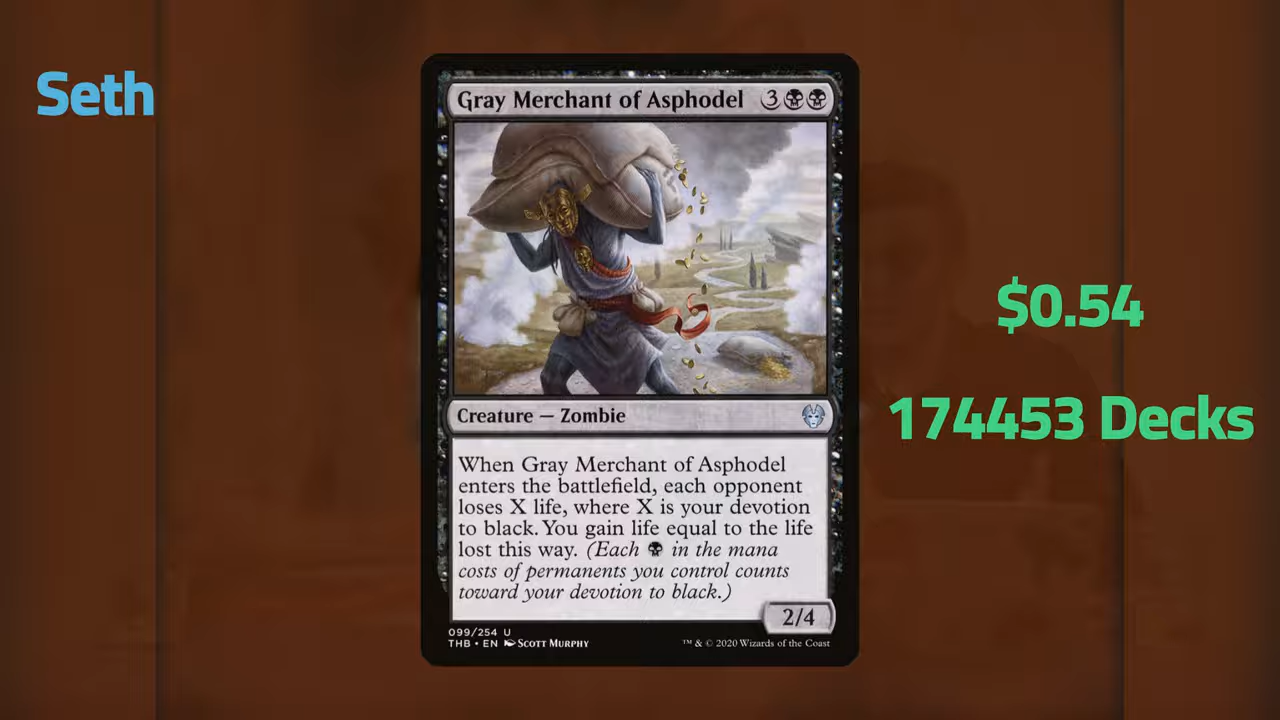 Seth
Gray Merchant of Asphodel 3
Creature — Zombie
When Gray Merchant of Asphodel
enters the battlefield, each opponent
loses X life, where X is your devotion
to black. You gain life equal to the life
lost this way. (Each in the mana
costs of permanents you control counts
toward your devotion to black.)
2/4
099/254 U
THB • EN Scott Murphy
™ & © 2020 Wizards of the Coast
$0.54
174453 Decks